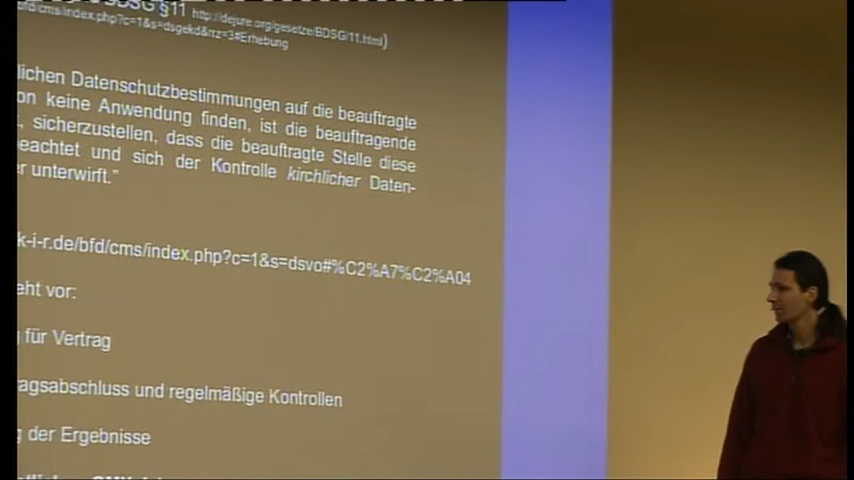 BDSG §11 http://dejure.org/gesetze/BDSG/11.html)
fd/cms/index.php?c=1&s=dsgekd&rz=3#Erhebung
lichen Datenschutzbestimmungen auf die beauftragte
on keine Anwendung finden, ist die beauftragende
, sicherzustellen, dass die beauftragte Stelle diese
beachtet und sich der Kontrolle kirchlicher Daten-
r unterwirft."
k-i-r.de/bfd/cms/index.php?c=1&s=dsvo#%C2%A7%C2%A04
eht vor:
g für Vertrag
agsabschluss und regelmäßige Kontrollen
g der Ergebnisse